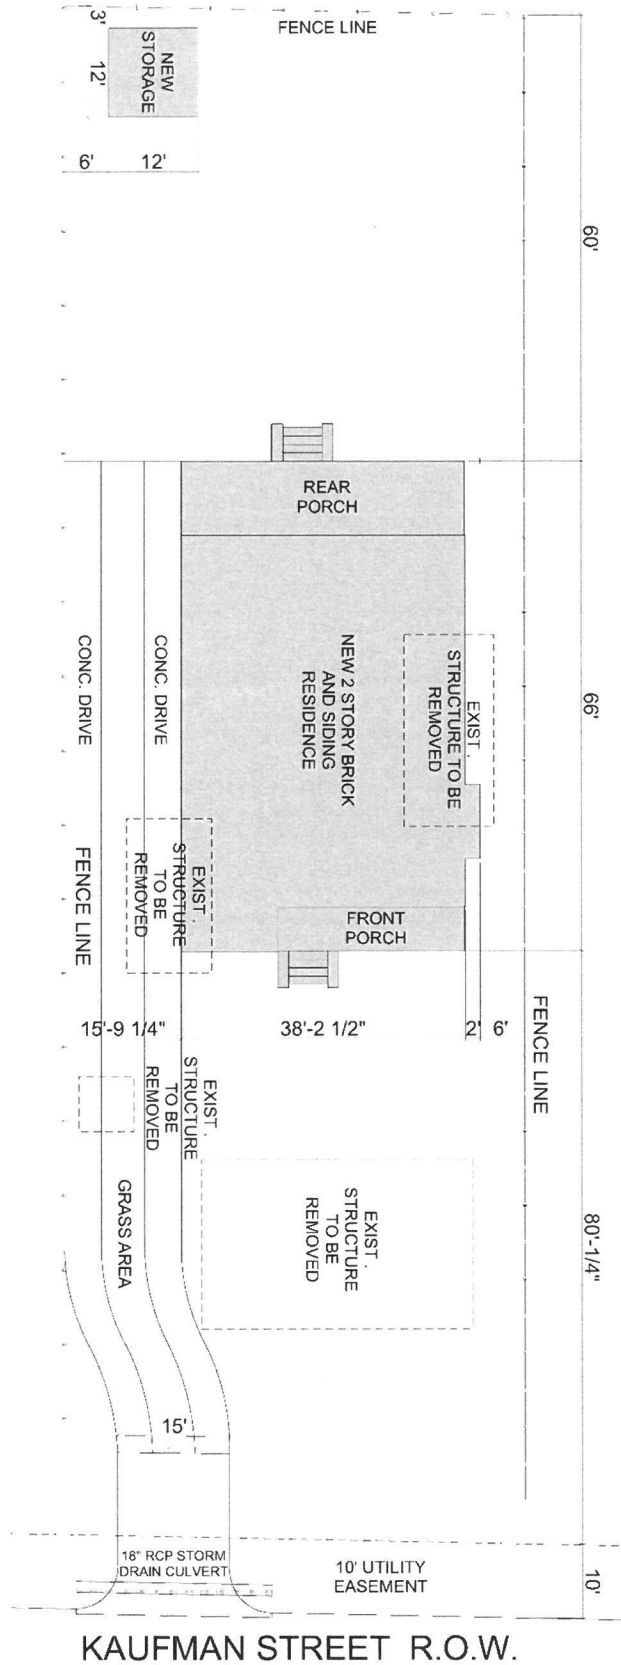 FENCE LINE
3'
12'
NEW
STORAGE
6'
12'
60'
REAR
PORCH
CONC. DRIVE
CONC. DRIVE
NEW 2 STORY BRICK
AND SIDING
RESIDENCE
EXIST .
STRUCTURE TO BE
REMOVED
66'
FENCE LINE
EXIST .
STRUCTURE
TO BE
REMOVED
FRONT
PORCH
15'-9 1/4"
38'-2 1/2"
2'
6'
FENCE LINE
EXIST .
STRUCTURE
TO BE
REMOVED
GRASS AREA
EXIST .
STRUCTURE
TO BE
REMOVED
80'-1/4"
15'
18" RCP STORM
DRAIN CULVERT
10' UTILITY
EASEMENT
10'
KAUFMAN STREET R.O.W.